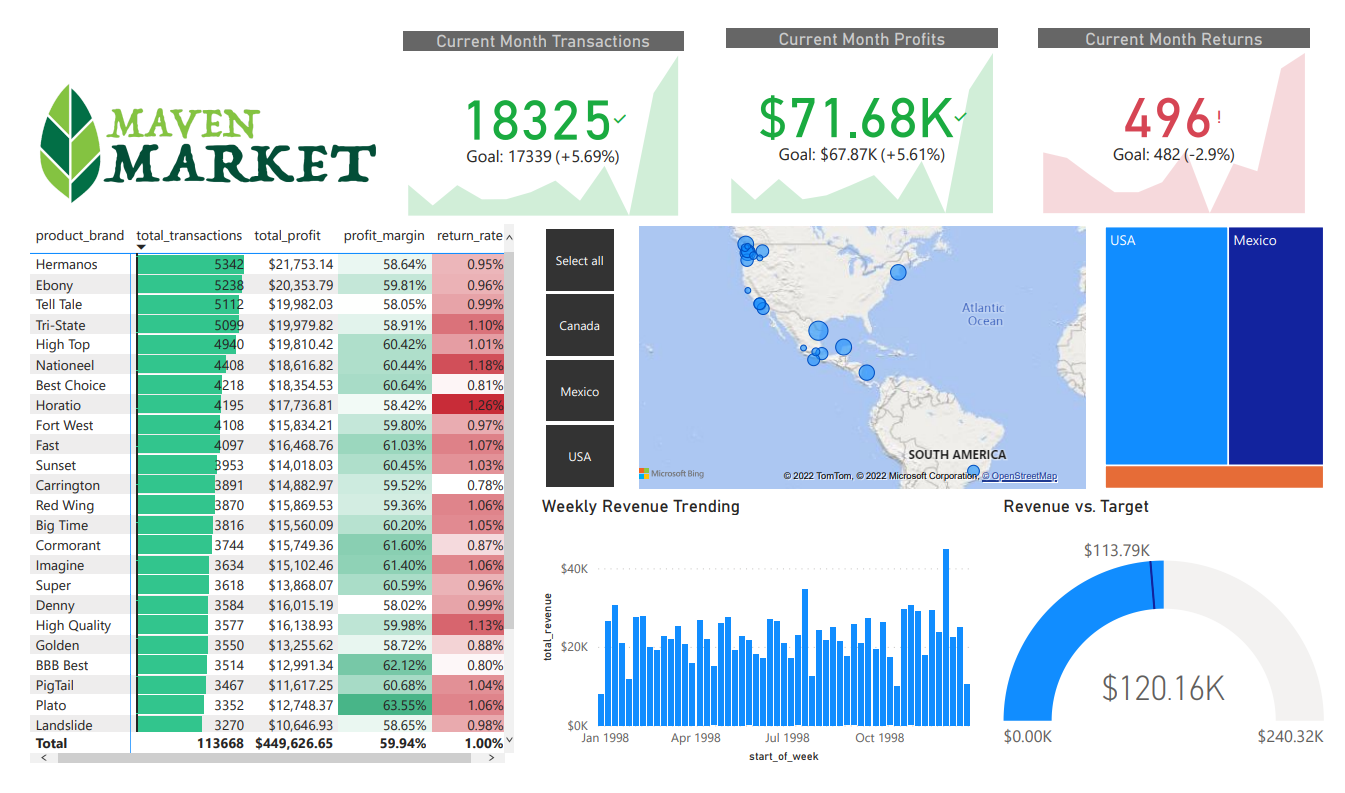 MAVEN
MARKET
Current Month Transactions
18325
Goal: 17339 (+5.69%)
Current Month Profits
$71.68K
Goal: $67.87K (+5.61%)
Current Month Returns
496!
Goal: 482 (-2.9%)
product_brand total_transactions total_profit profit_margin return_rate
Hermanos 5342 $21,753.14 58.64% 0.95%
Ebony 5238 $20,353.79 59.81% 0.96%
Tell Tale 5112 $19,982.03 58.05% 0.99%
Tri-State 5099 $19,979.82 58.91% 1.10%
High Top 4940 $19,810.42 60.42% 1.01%
Nationeel 4408 $18,616.82 60.44% 1.18%
Best Choice 4218 $18,354.53 60.64% 0.81%
Horatio 4195 $17,736.81 58.42% 1.26%
Fort West 4108 $15,834.21 59.80% 0.97%
Fast 4097 $16,468.76 61.03% 1.07%
Sunset 3953 $14,018.03 60.45% 1.03%
Carrington 3891 $14,882.97 59.52% 0.78%
Red Wing 3870 $15,869.53 59.36% 1.06%
Big Time 3816 $15,560.09 60.20% 1.05%
Cormorant 3744 $15,749.36 61.60% 0.87%
Imagine 3634 $15,102.46 61.40% 1.06%
Super 3618 $13,868.07 60.59% 0.96%
Denny 3584 $16,015.19 58.02% 0.99%
High Quality 3577 $16,138.93 59.98% 1.13%
Golden 3550 $13,255.62 58.72% 0.88%
BBB Best 3514 $12,991.34 62.12% 0.80%
PigTail 3467 $11,617.25 60.68% 1.04%
Plato 3352 $12,748.37 63.55% 1.06%
Landslide 3270 $10,646.93 58.65% 0.98%
Total 113668 $449,626.65 59.94% 1.00%
Select all
Canada
Mexico
USA
Atlantic
Ocean
SOUTH AMERICA
Microsoft Bing
© 2022 TomTom, © 2022 Microsoft Corporation, © OpenStreetMap
USA
Mexico
Weekly Revenue Trending
total_revenue
$40K
$20K
$0K
Jan 1998 Apr 1998 Jul 1998 Oct 1998
start_of_week
Revenue vs. Target
$113.79K
$120.16K
$0.00K
$240.32K